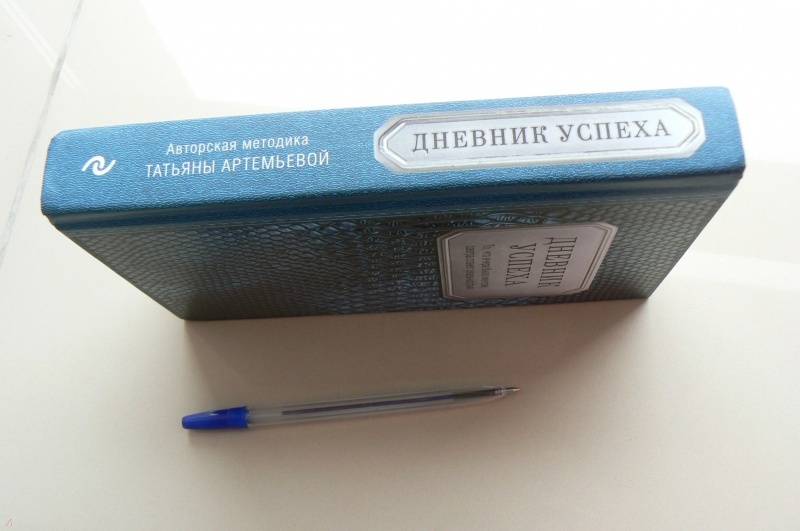 Авторская методика
ТАТЬЯНЫ АРТЕМЬЕВОЙ
ДНЕВНИК УСПЕХА
ДНЕВНИК
УСПЕХА